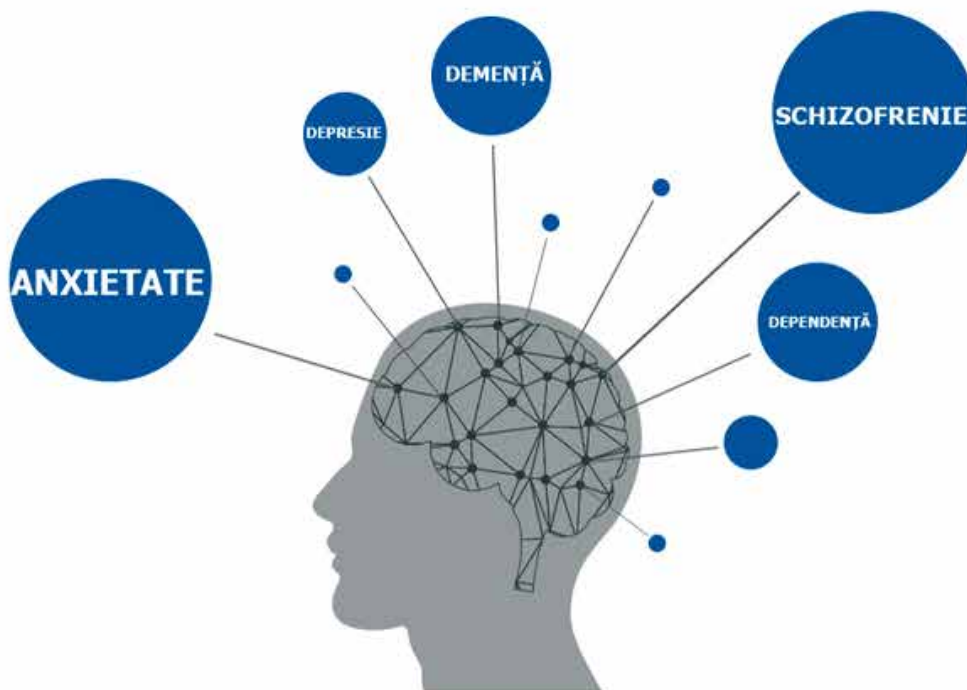 DEMENȚĂ
SCHIZOFRENIE
DEPRESIE
ANXIETATE
DEPENDENȚĂ